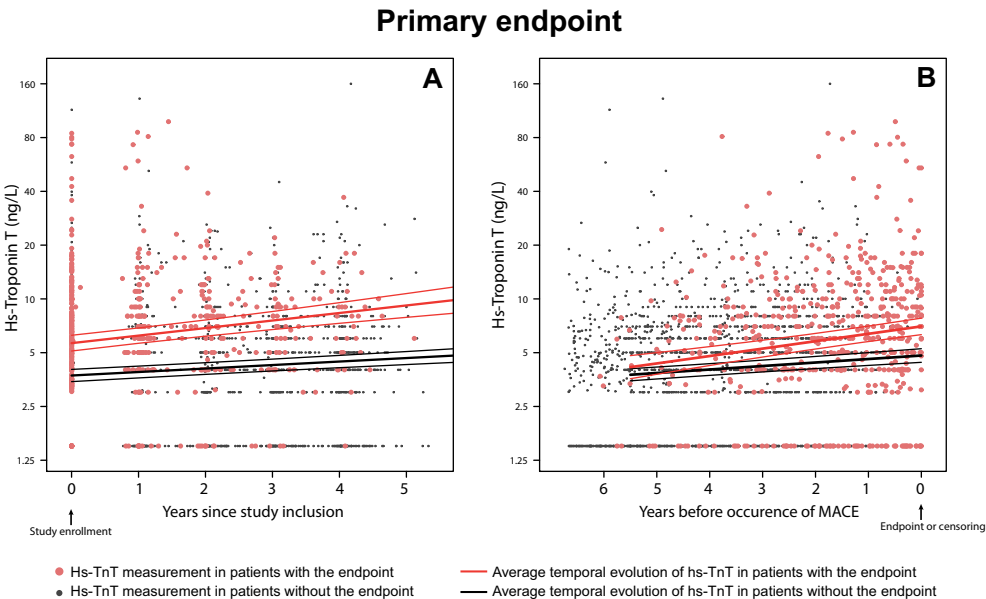 Primary endpoint
A
Hs-Troponin T (ng/L)
160
80
40
20
10
5
2.5
1.25
0 1 2 3 4 5
Years since study inclusion
Study enrollment
B
Hs-Troponin T (ng/L)
160
80
40
20
10
5
2.5
1.25
6 5 4 3 2 1 0
Years before occurence of MACE
Endpoint or censoring
Hs-TnT measurement in patients with the endpoint
Hs-TnT measurement in patients without the endpoint
Average temporal evolution of hs-TnT in patients with the endpoint
Average temporal evolution of hs-TnT in patients without the endpoint